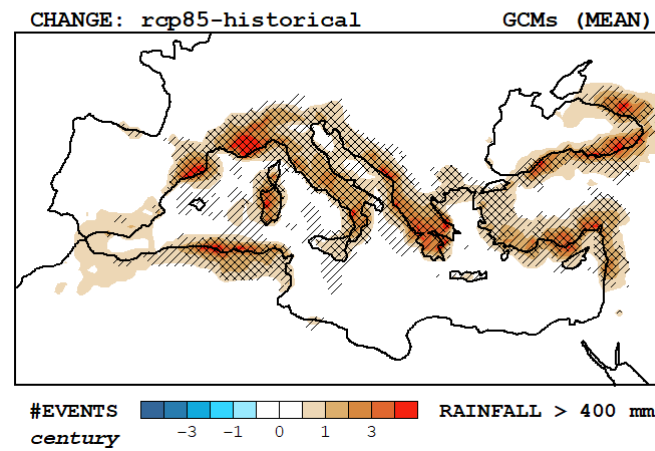 CHANGE: rcp85-historical GCMs (MEAN)
#EVENTS -3 -1 0 1 3 RAINFALL > 400 mm
century